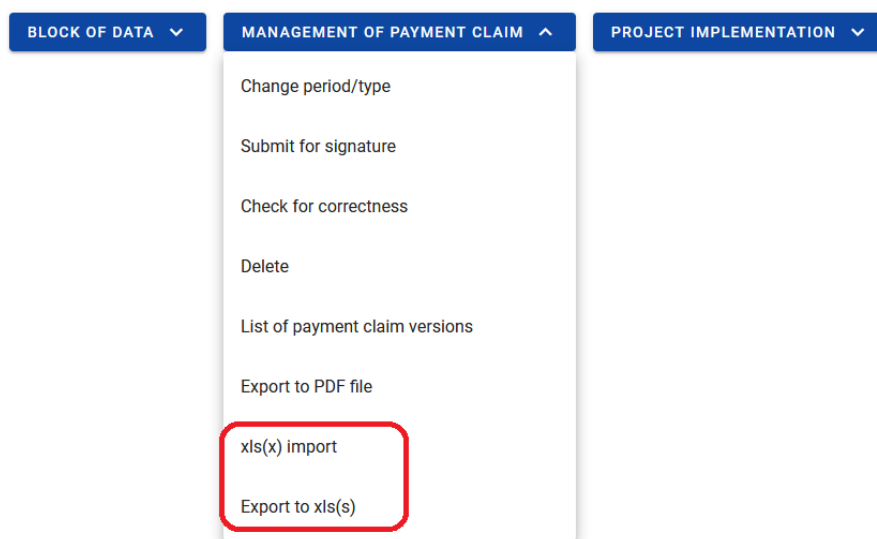 BLOCK OF DATA
MANAGEMENT OF PAYMENT CLAIM
PROJECT IMPLEMENTATION
Change period/type
Submit for signature
Check for correctness
Delete
List of payment claim versions
Export to PDF file
xls(x) import
Export to xls(s)